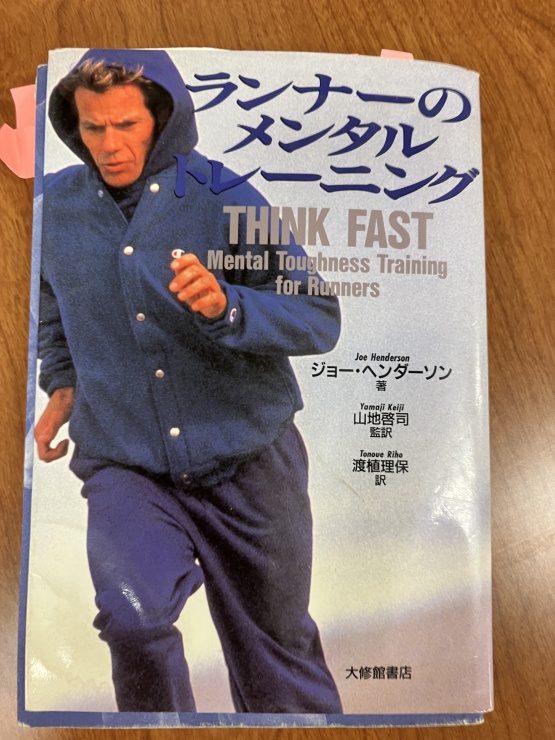 ランナーの
メンタル
トレーニング
THINK FAST
Mental Toughness Training
for Runners
Joe Henderson
ジョー・ヘンダーソン
著
Yamaji Keiji
山地啓司
監訳
Tonoue Riho
渡植理保
訳
大修館書店